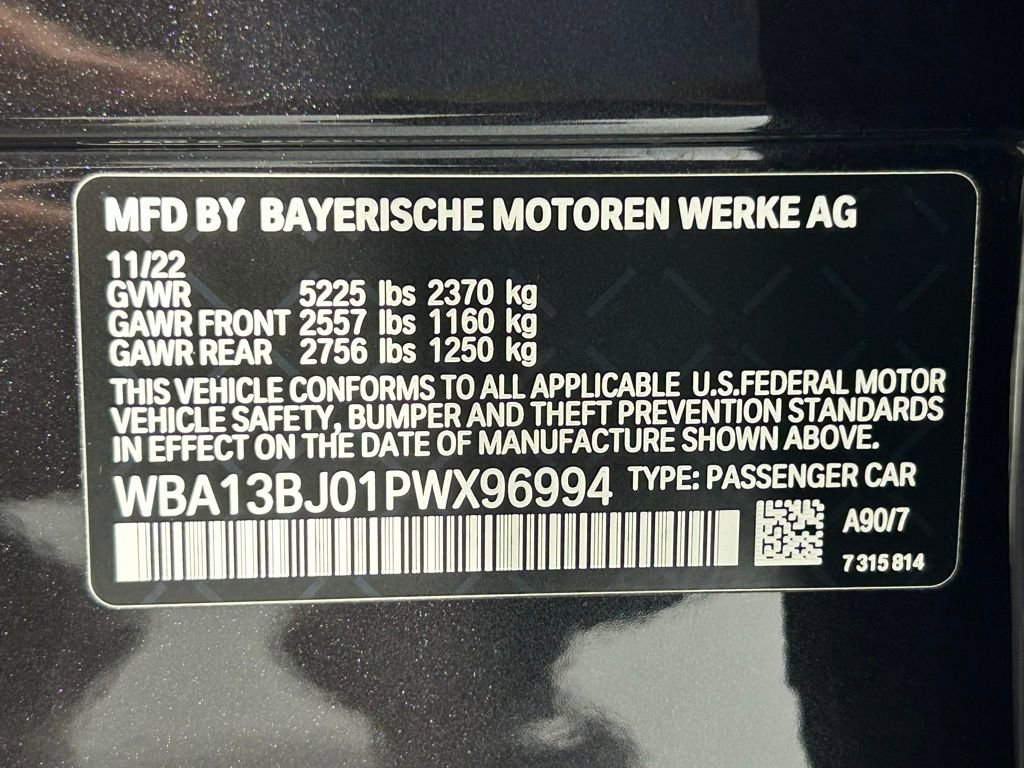 MFD BY BAYERISCHE MOTOREN WERKE AG
11/22
GVWR 5225 lbs 2370 kg
GAWR FRONT 2557 lbs 1160 kg
GAWR REAR 2756 lbs 1250 kg
THIS VEHICLE CONFORMS TO ALL APPLICABLE U.S.FEDERAL MOTOR
VEHICLE SAFETY, BUMPER AND THEFT PREVENTION STANDARDS
IN EFFECT ON THE DATE OF MANUFACTURE SHOWN ABOVE.
WBA13BJ01PWX96994 TYPE: PASSENGER CAR
A90/7
7 315 814